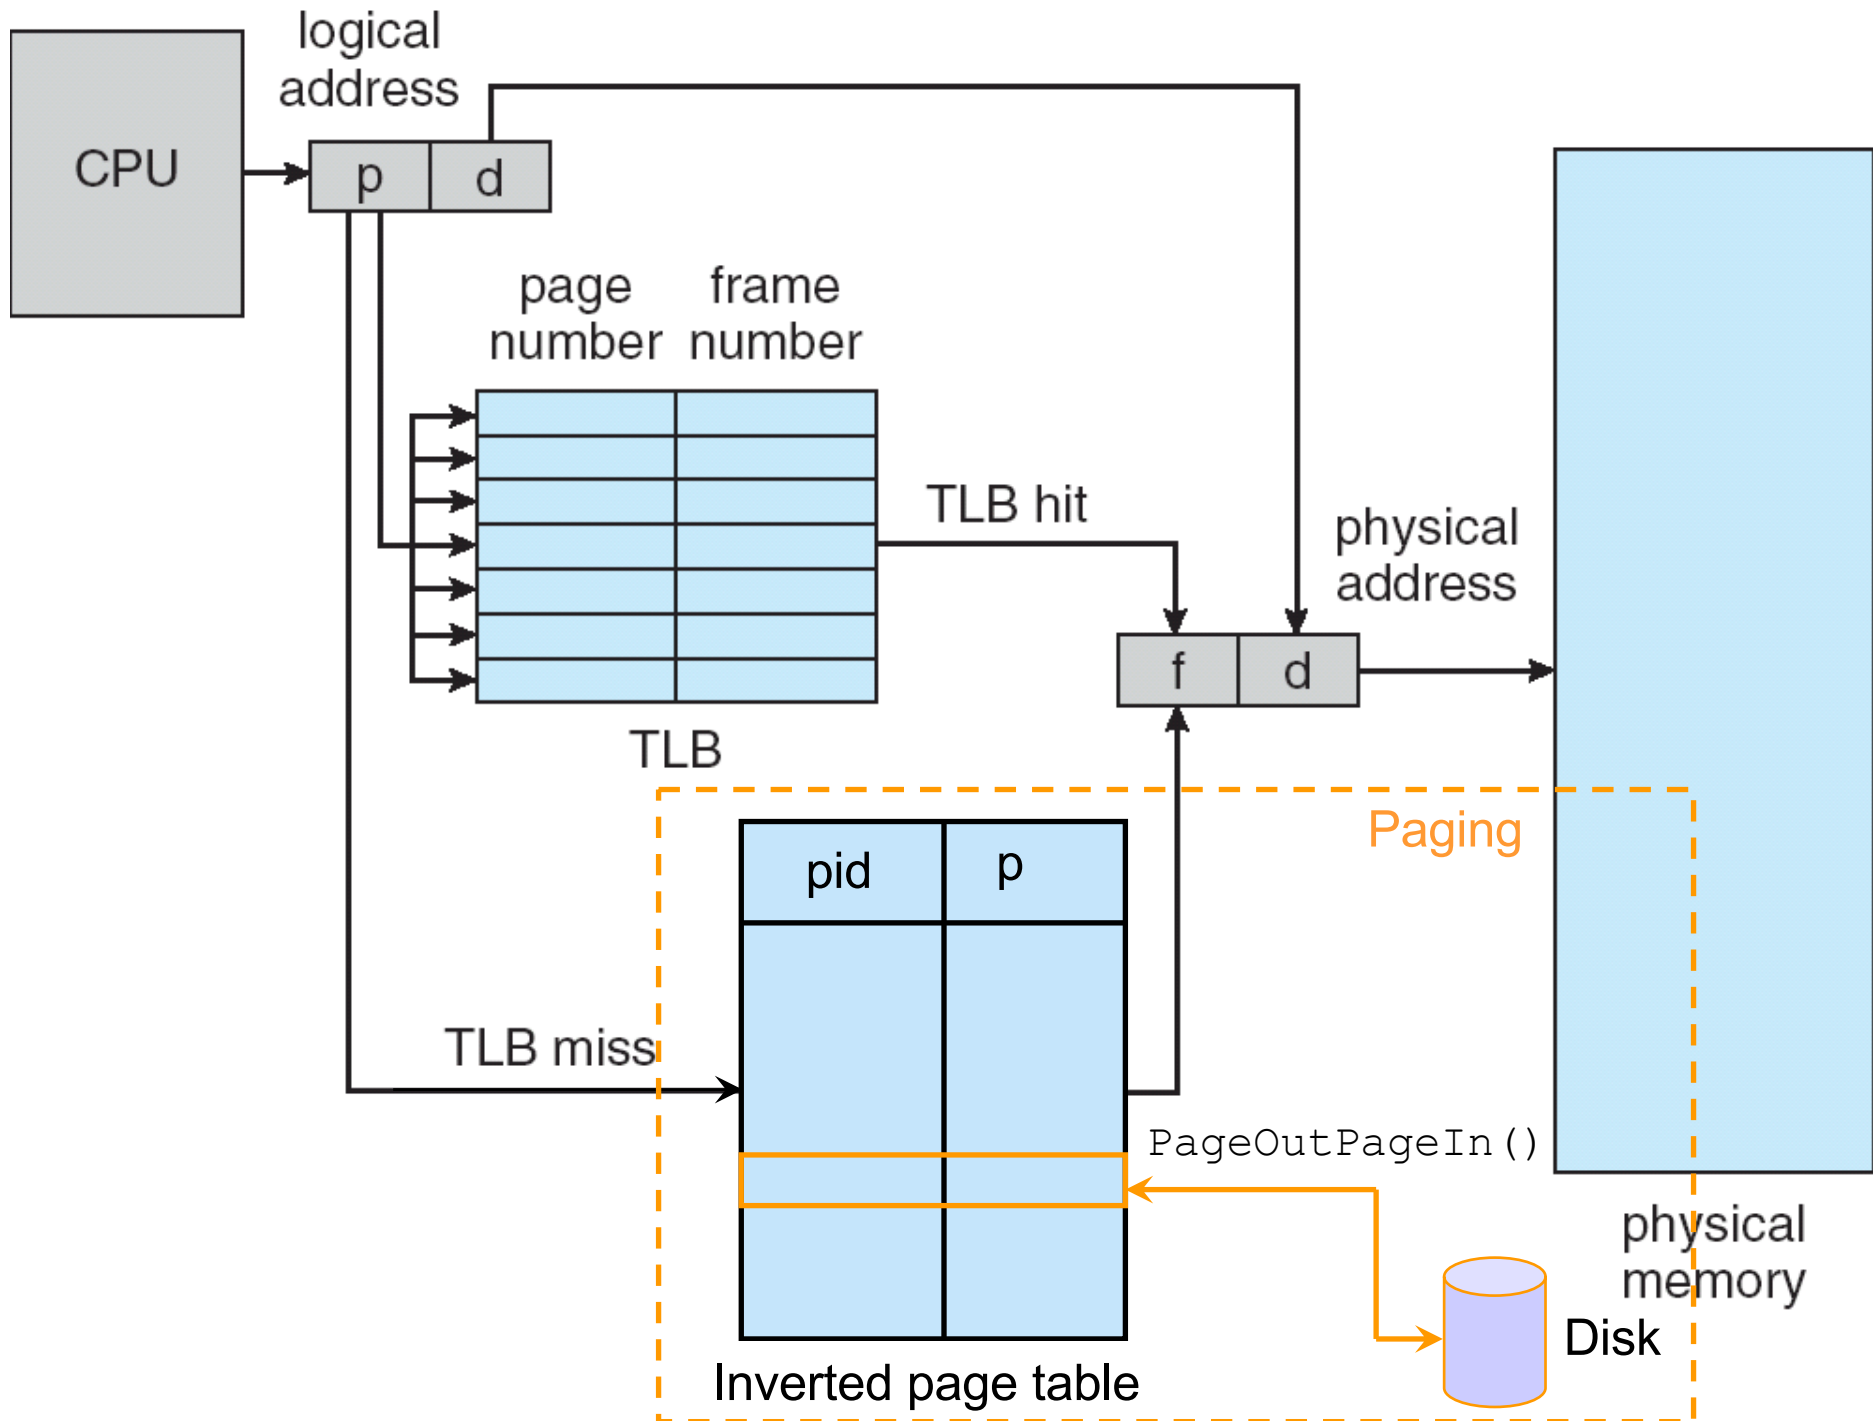 logical
address
CPU
p
d
page
number
frame
number
TLB hit
physical
address
f
d
TLB
Paging
pid
p
TLB miss
PageOutPageIn()
physical
memory
Disk
Inverted page table